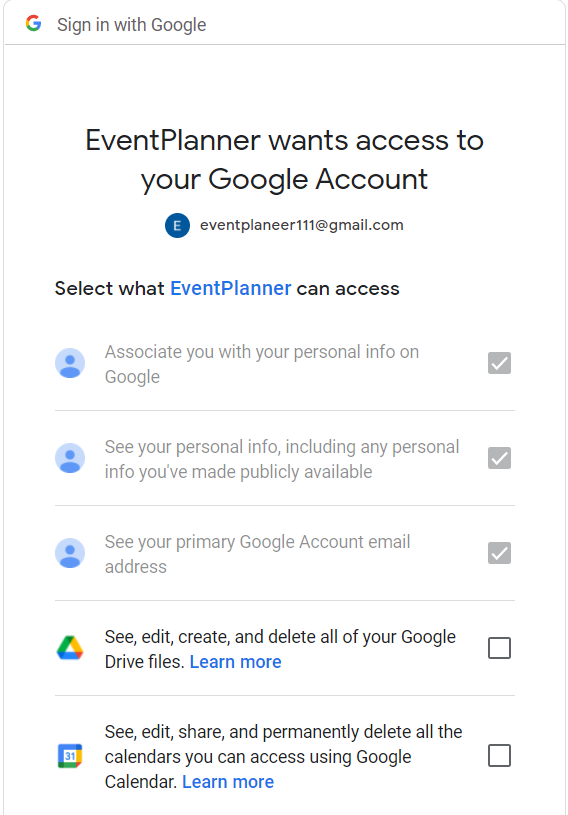 Sign in with Google
EventPlanner wants access to
your Google Account
E eventplaneer111@gmail.com
Select what EventPlanner can access
Associate you with your personal info on
Google
See your personal info, including any personal
info you've made publicly available
See your primary Google Account email
address
See, edit, create, and delete all of your Google
Drive files. Learn more
See, edit, share, and permanently delete all the
31
calendars you can access using Google
Calendar. Learn more